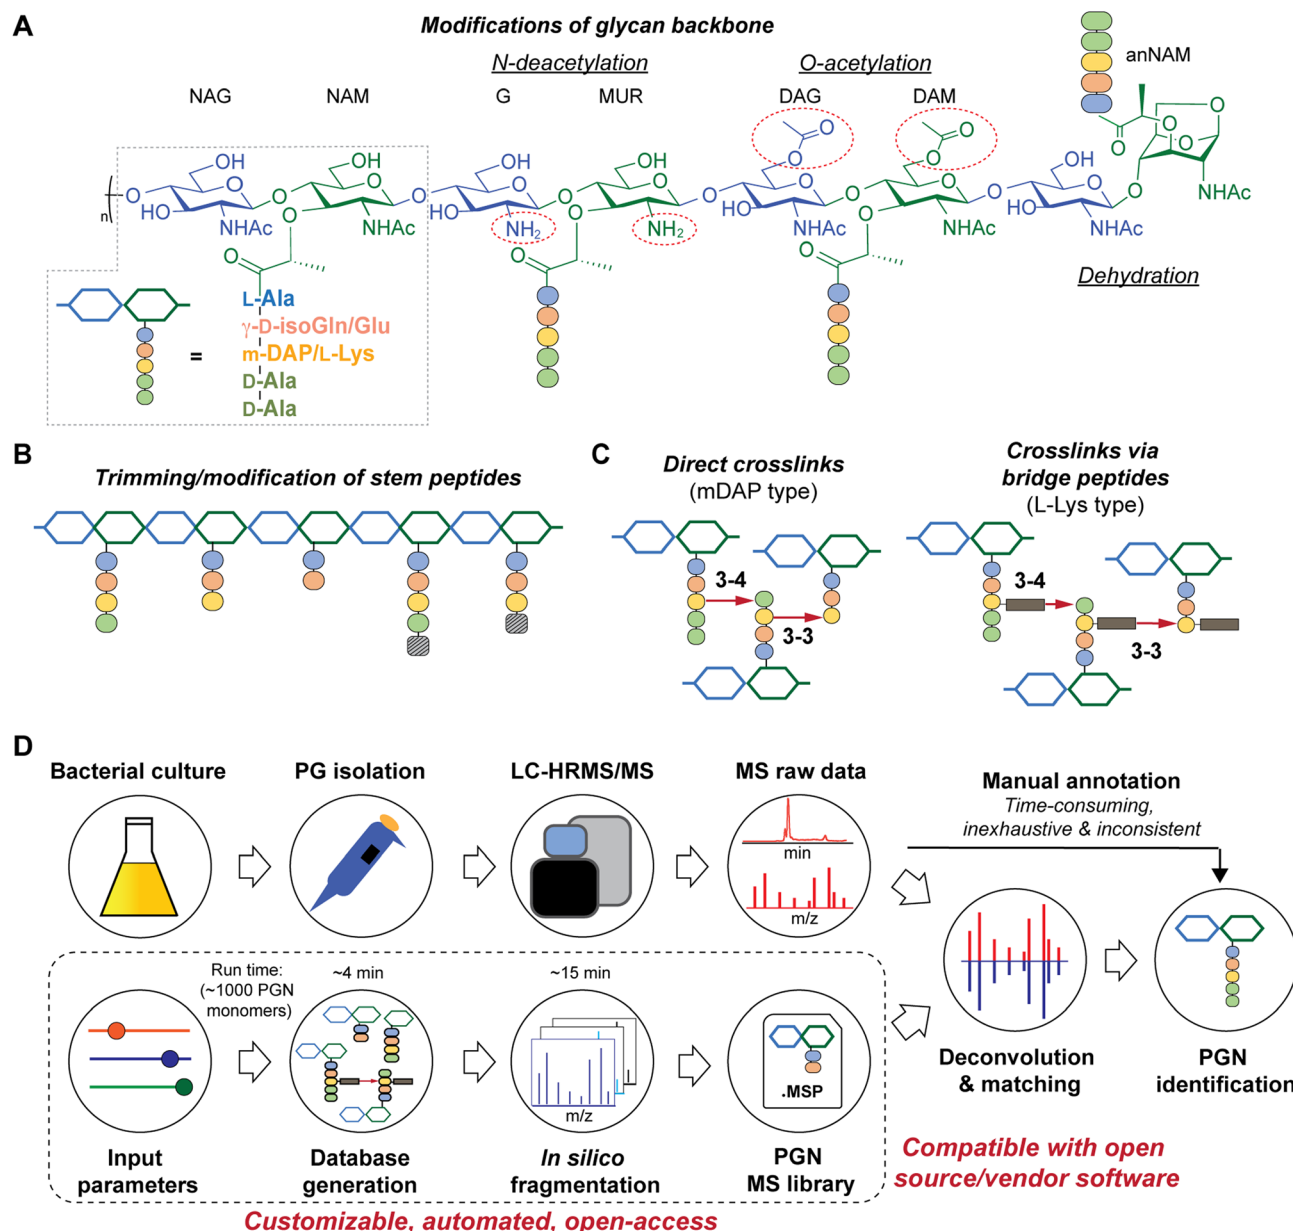 A
Modifications of glycan backbone
N-deacetylation
O-acetylation
anNAM
NAG
NAM
G
MUR
DAG
DAM
OH
OH
OH
OH
O
O
O
O
O
O
HO
O
NHAc
O
O
NHAc
O
O
HO
O
NH2
O
O
NH2
O
O
HO
O
NHAc
O
O
NHAc
O
OH
O
HO
O
NHAc
O
O
O
O
O
NHAc
n
O
O
O
Dehydration
L-Ala
γ-D-isoGln/Glu
=
m-DAP/L-Lys
D-Ala
D-Ala
B
Trimming/modification of stem peptides
C
Direct crosslinks
(mDAP type)
3-4
3-3
Crosslinks via
bridge peptides
(L-Lys type)
3-4
3-3
D
Bacterial culture
PG isolation
LC-HRMS/MS
MS raw data
min
m/z
Manual annotation
Time-consuming,
inexhaustive & inconsistent
Run time:
(~1000 PGN
monomers)
~4 min
~15 min
m/z
.MSP
Input
parameters
Database
generation
In silico
fragmentation
PGN
MS library
Deconvolution
& matching
PGN
identification
Compatible with open
source/vendor software
Customizable, automated, open-access